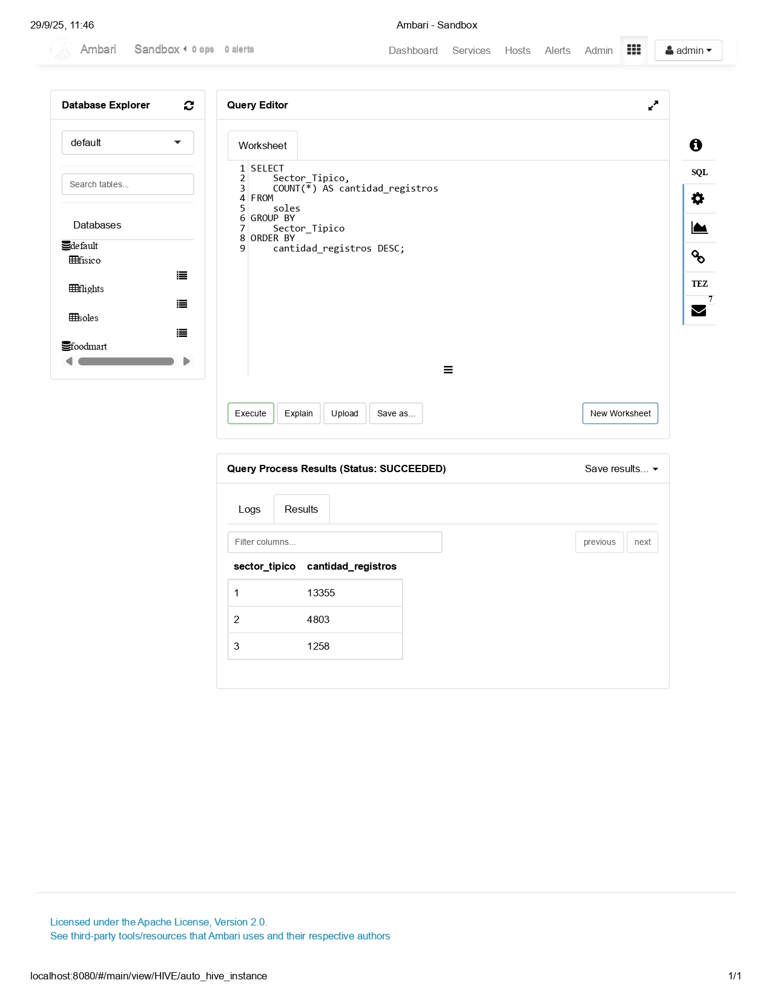 29/9/25, 11:46 Ambari - Sandbox
Ambari Sandbox 0 ops 0 alerts Dashboard Services Hosts Alerts Admin admin
Database Explorer
default
Search tables...
Databases
default
fisico
flights
soles
foodmart
Query Editor
Worksheet
1 SELECT
2 Sector_Tipico,
3 COUNT(*) AS cantidad_registros
4 FROM
5 soles
6 GROUP BY
7 Sector_Tipico
8 ORDER BY
9 cantidad_registros DESC;
Execute Explain Upload Save as... New Worksheet
SQL
TEZ
7
Query Process Results (Status: SUCCEEDED) Save results...
Logs Results
Filter columns... previous next
sector_tipico cantidad_registros
1 13355
2 4803
3 1258
Licensed under the Apache License, Version 2.0.
See third-party tools/resources that Ambari uses and their respective authors
localhost:8080/#/main/view/HIVE/auto_hive_instance 1/1